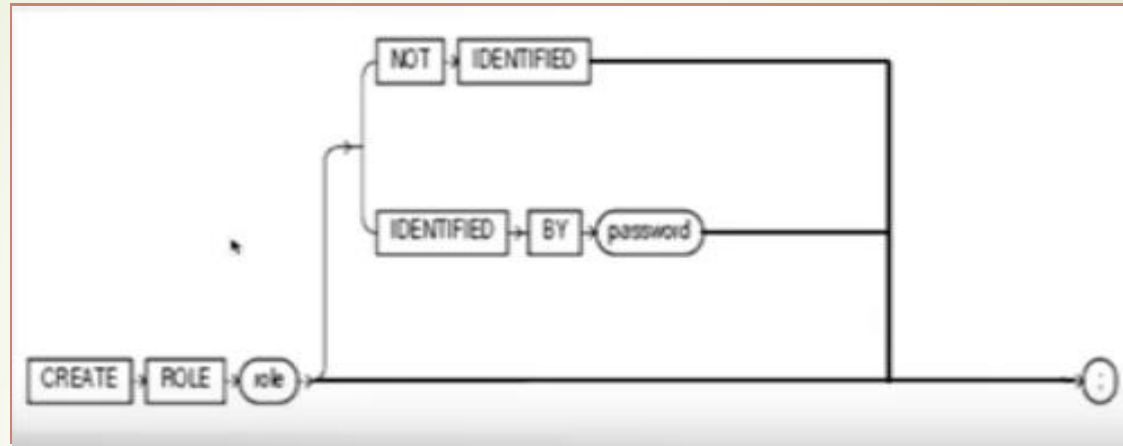 NOT IDENTIFIED
IDENTIFIED BY password
CREATE ROLE role ;